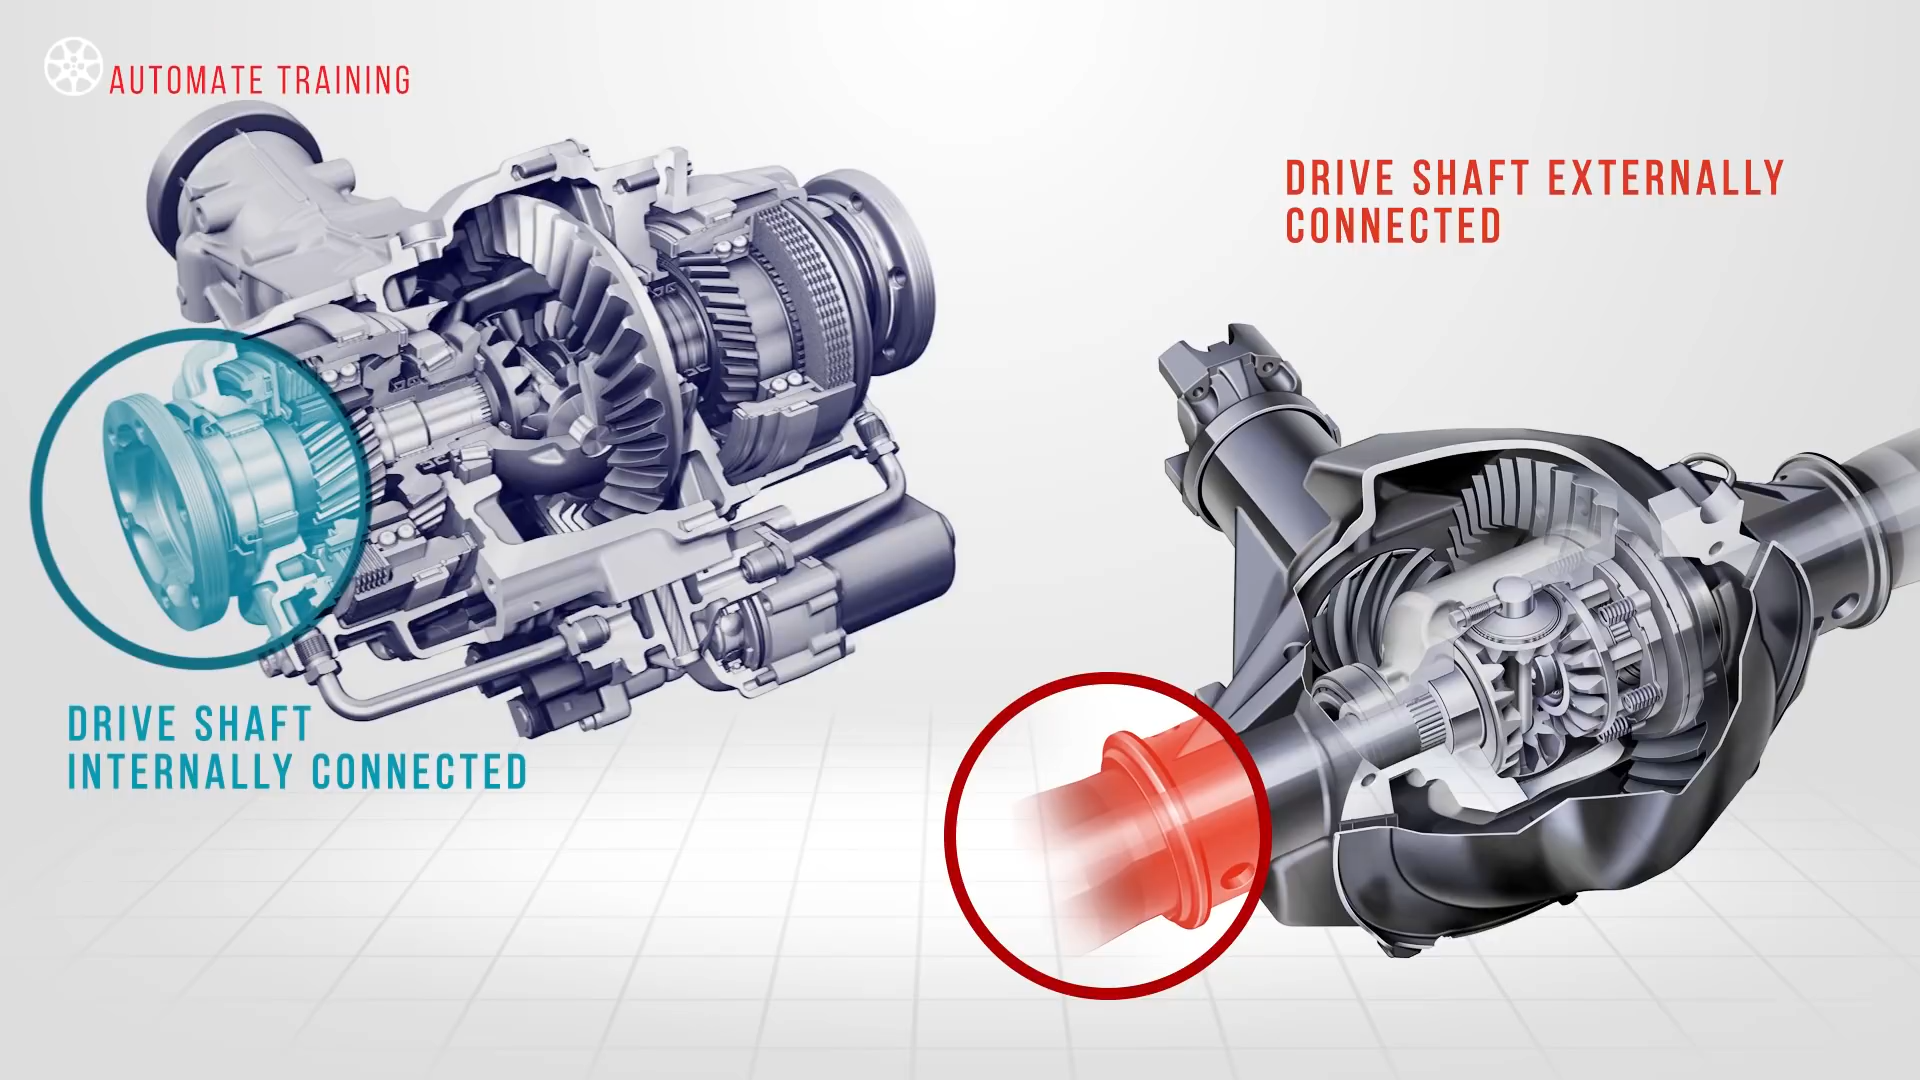 AUTOMATE TRAINING
DRIVE SHAFT EXTERNALLY
CONNECTED
DRIVE SHAFT
INTERNALLY CONNECTED